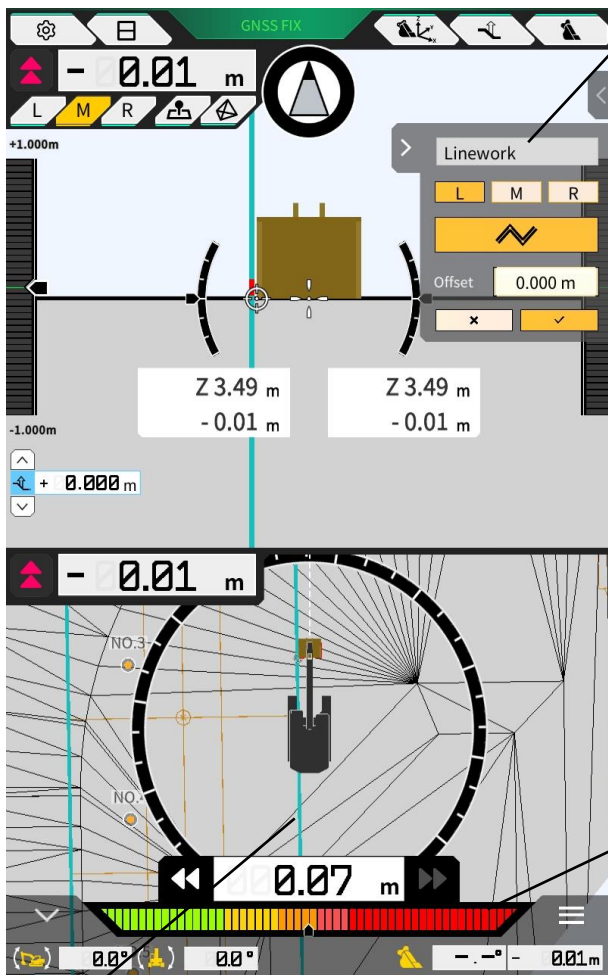 GNSS FIX
- 0.01 m
L M R
+1.000m
Linework
L M R
Offset 0.000 m
Z 3.49 m
- 0.01 m
Z 3.49 m
- 0.01 m
-1.000m
+ 0.000 m
- 0.01 m
NO.3
NO.
0.07 m
0.0° 0.0° -.-° - 0.01m